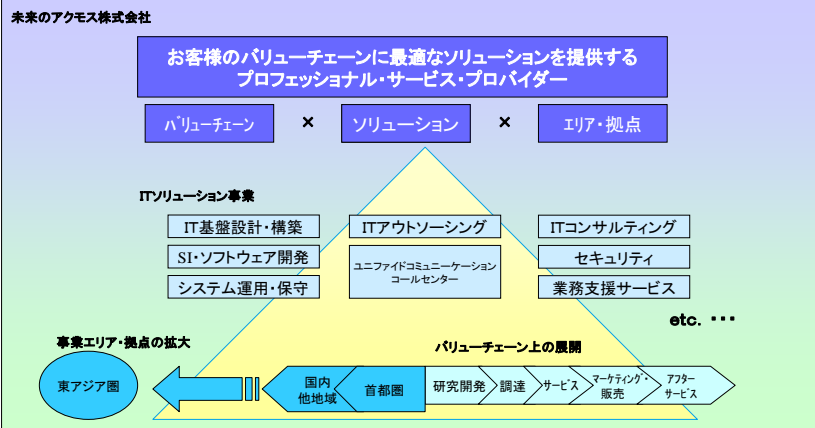 未来のアクモス株式会社
お客様のバリューチェーンに最適なソリューションを提供する
プロフェッショナル・サービス・プロバイダー
バリューチェーン × ソリューション × エリア・拠点
ITソリューション事業
IT基盤設計・構築 ITアウトソーシング ITコンサルティング
SI・ソフトウェア開発
ユニファイドコミュニケーション
コールセンター
セキュリティ
システム運用・保守
業務支援サービス
etc. ・・・
事業エリア・拠点の拡大
バリューチェーン上の展開
東アジア圏
国内
他地域
首都圏
研究開発
調達
サービス
マーケティング・
販売
アフター
サービス